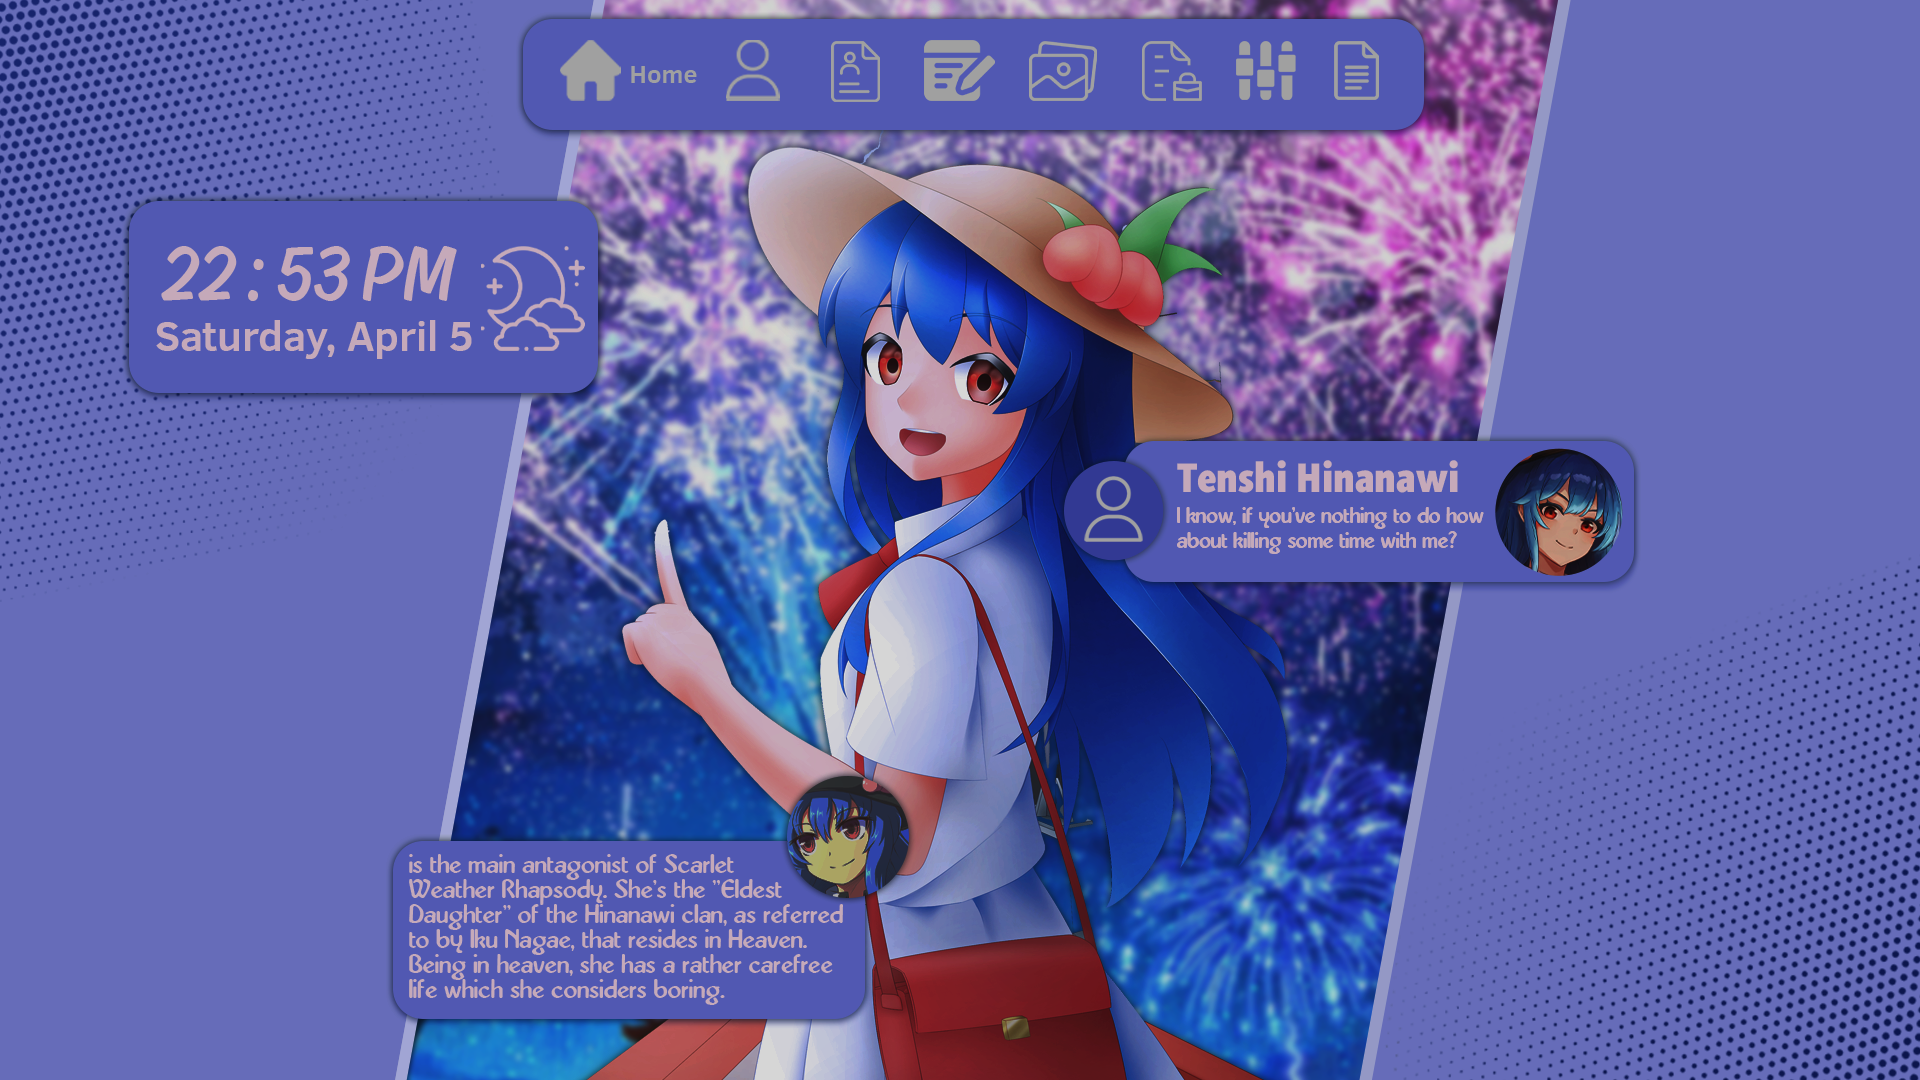 Home
22:53 PM
Saturday, April 5
Tenshi Hinanawi
I know, if you've nothing to do how
about killing some time with me?
is the main antagonist of Scarlet
Weather Rhapsody. She's the "Eldest
Daughter" of the Hinanawi clan, as referred
to by Iku Nagae, that resides in Heaven.
Being in heaven, she has a rather carefree
life which she considers boring.